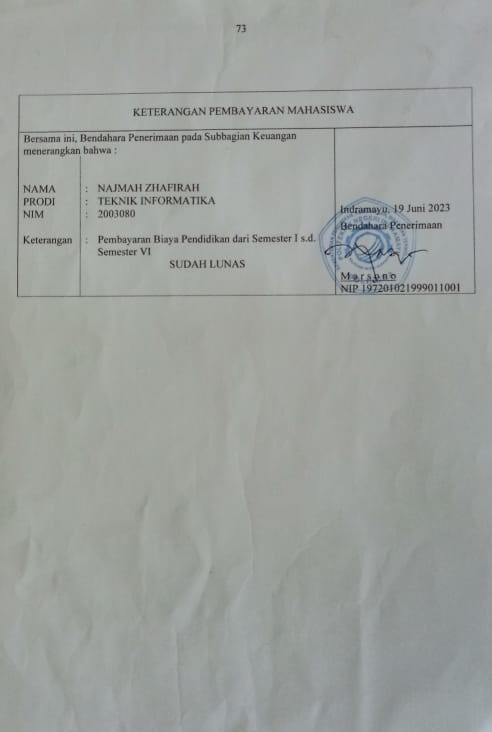 73
KETERANGAN PEMBAYARAN MAHASISWA
Bersama ini, Bendahara Penerimaan pada Subbagian Keuangan
menerangkan bahwa :
NAMA : NAJMAH ZHAFIRAH
PRODI : TEKNIK INFORMATIKA
NIM : 2003080
Keterangan : Pembayaran Biaya Pendidikan dari Semester I s.d.
Semester VI
SUDAH LUNAS
Indramayu, 19 Juni 2023
Bendahara Penerimaan
Marsono
NIP 197201021999011001